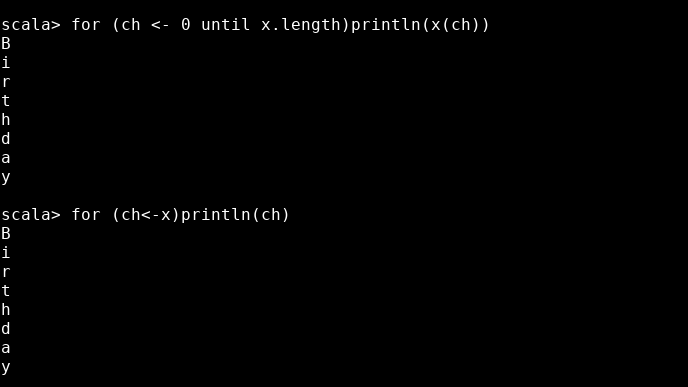 scala> for (ch <- 0 until x.length)println(x(ch))
B
i
r
t
h
d
a
y
scala> for (ch<-x)println(ch)
B
i
r
t
h
d
a
y